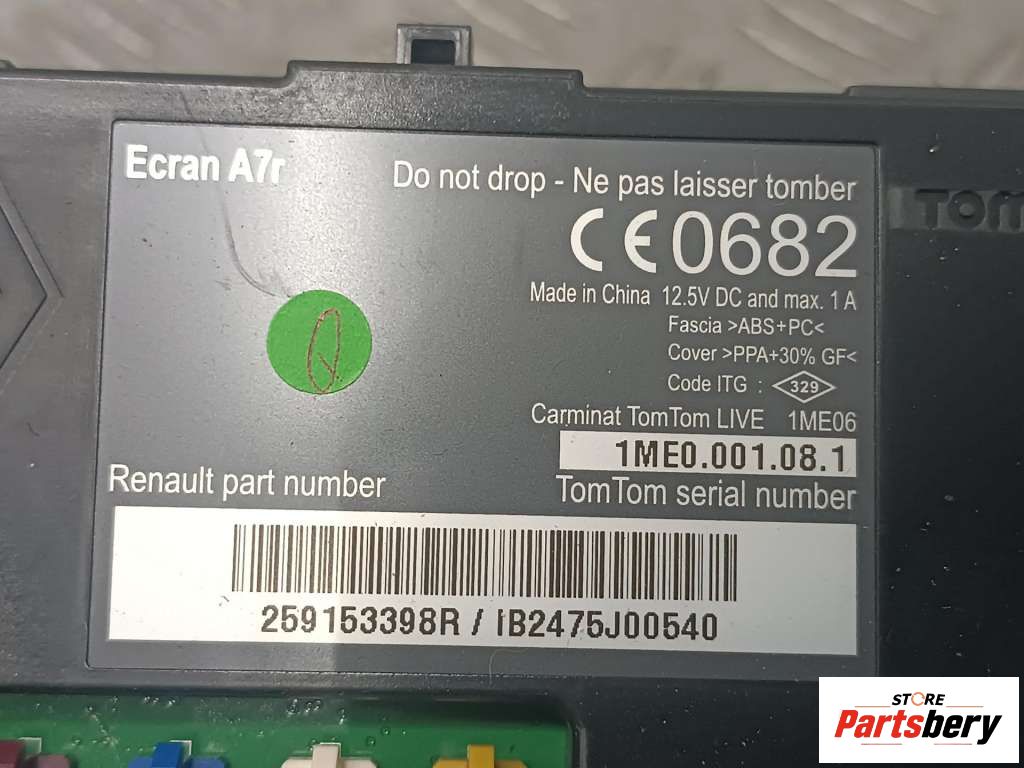 Ecran A7r
Do not drop - Ne pas laisser tomber
CE0682
TOM
Made in China 12.5V DC and max. 1 A
Fascia >ABS+PC<
Cover >PPA+30% GF<
Code ITG : 329
Carminat TomTom LIVE 1ME06
1ME0.001.08.1
Renault part number
TomTom serial number
259153398R / IB2475J00540
STORE
Partsbery